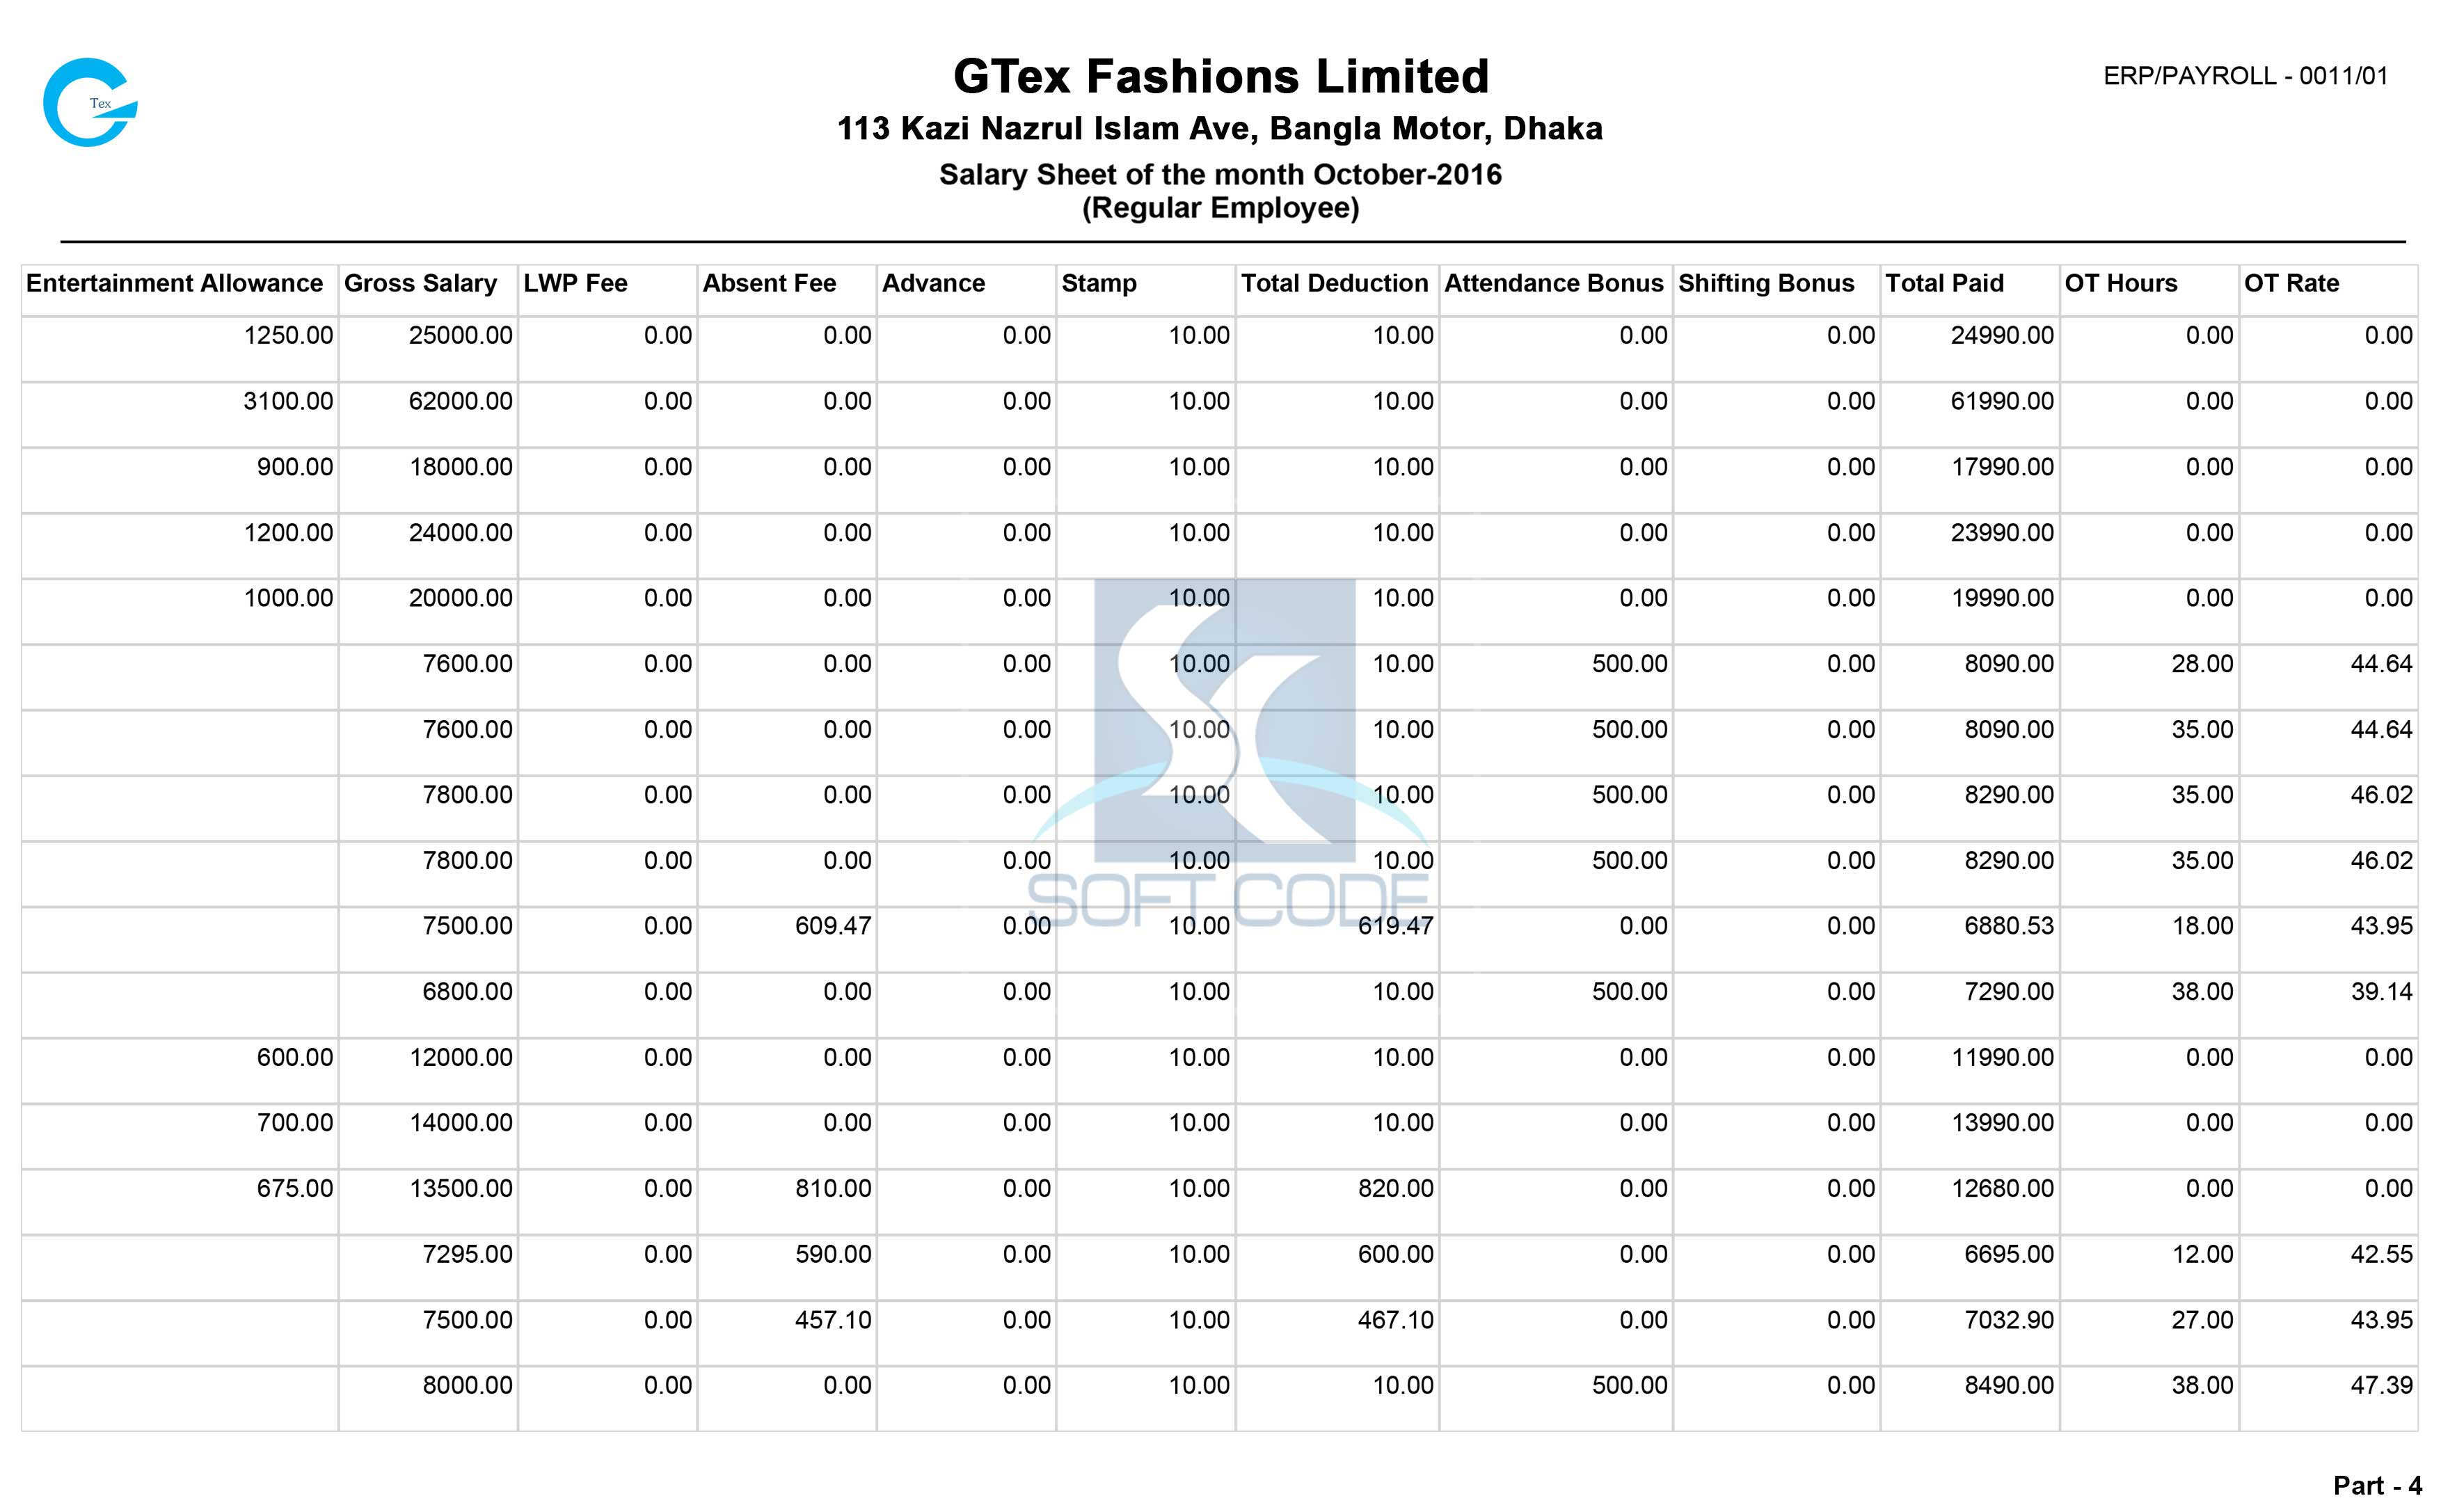 Tex
GTex Fashions Limited
ERP/PAYROLL - 0011/01
113 Kazi Nazrul Islam Ave, Bangla Motor, Dhaka
Salary Sheet of the month October-2016
(Regular Employee)
Entertainment Allowance Gross Salary LWP Fee Absent Fee Advance Stamp Total Deduction Attendance Bonus Shifting Bonus Total Paid OT Hours OT Rate
1250.00 25000.00 0.00 0.00 0.00 10.00 10.00 0.00 0.00 24990.00 0.00 0.00
3100.00 62000.00 0.00 0.00 0.00 10.00 10.00 0.00 0.00 61990.00 0.00 0.00
900.00 18000.00 0.00 0.00 0.00 10.00 10.00 0.00 0.00 17990.00 0.00 0.00
1200.00 24000.00 0.00 0.00 0.00 10.00 10.00 0.00 0.00 23990.00 0.00 0.00
1000.00 20000.00 0.00 0.00 0.00 10.00 10.00 0.00 0.00 19990.00 0.00 0.00
7600.00 0.00 0.00 0.00 10.00 10.00 500.00 0.00 8090.00 28.00 44.64
7600.00 0.00 0.00 0.00 10.00 10.00 500.00 0.00 8090.00 35.00 44.64
7800.00 0.00 0.00 0.00 10.00 10.00 500.00 0.00 8290.00 35.00 46.02
7800.00 0.00 0.00 0.00 10.00 10.00 500.00 0.00 8290.00 35.00 46.02
SOFT CODE
7500.00 0.00 609.47 0.00 10.00 619.47 0.00 0.00 6880.53 18.00 43.95
6800.00 0.00 0.00 0.00 10.00 10.00 500.00 0.00 7290.00 38.00 39.14
600.00 12000.00 0.00 0.00 0.00 10.00 10.00 0.00 0.00 11990.00 0.00 0.00
700.00 14000.00 0.00 0.00 0.00 10.00 10.00 0.00 0.00 13990.00 0.00 0.00
675.00 13500.00 0.00 810.00 0.00 10.00 820.00 0.00 0.00 12680.00 0.00 0.00
7295.00 0.00 590.00 0.00 10.00 600.00 0.00 0.00 6695.00 12.00 42.55
7500.00 0.00 457.10 0.00 10.00 467.10 0.00 0.00 7032.90 27.00 43.95
8000.00 0.00 0.00 0.00 10.00 10.00 500.00 0.00 8490.00 38.00 47.39
Part - 4